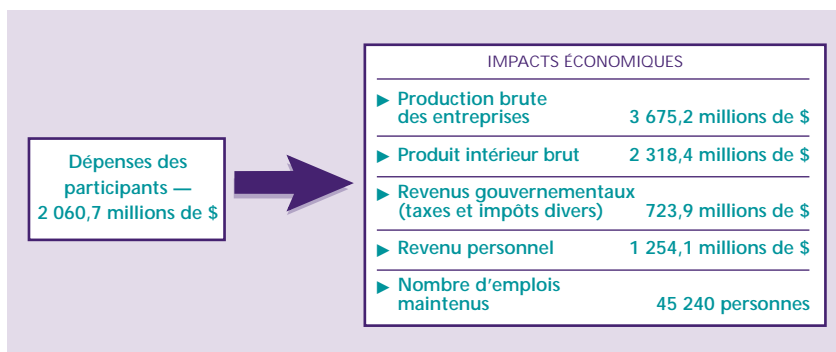 Dépenses des
participants —
2 060,7 millions de $
IMPACTS ÉCONOMIQUES
► Production brute
des entreprises 3 675,2 millions de $
► Produit intérieur brut 2 318,4 millions de $
► Revenus gouvernementaux
(taxes et impôts divers) 723,9 millions de $
► Revenu personnel 1 254,1 millions de $
► Nombre d'emplois
maintenus 45 240 personnes